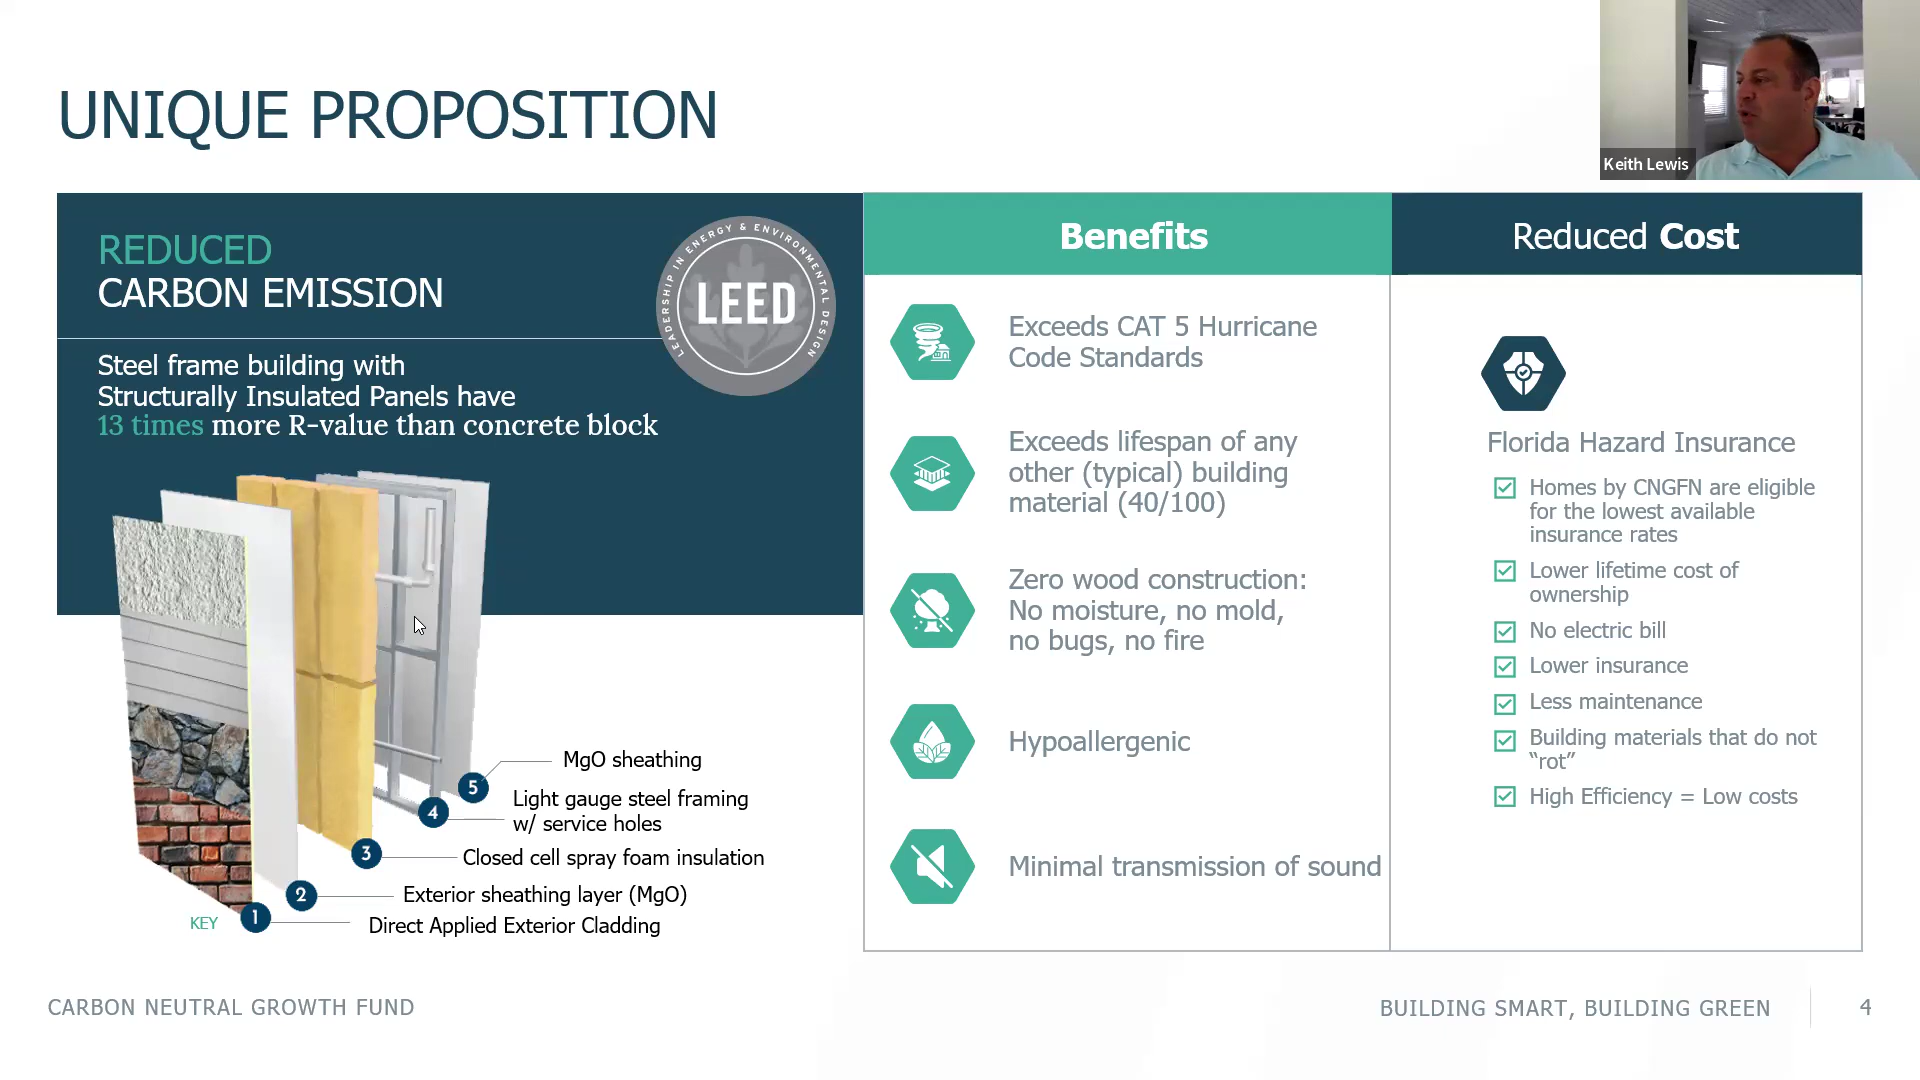 UNIQUE PROPOSITION
Keith Lewis
REDUCED
CARBON EMISSION
LEADERSHIP IN ENERGY & ENVIRONMENTAL DESIGN
LEED
Steel frame building with
Structurally Insulated Panels have
13 times more R-value than concrete block
5
MgO sheathing
4
Light gauge steel framing
w/ service holes
3
Closed cell spray foam insulation
2
Exterior sheathing layer (MgO)
KEY
1
Direct Applied Exterior Cladding
Benefits
Exceeds CAT 5 Hurricane
Code Standards
Exceeds lifespan of any
other (typical) building
material (40/100)
Zero wood construction:
No moisture, no mold,
no bugs, no fire
Hypoallergenic
Minimal transmission of sound
Reduced Cost
Florida Hazard Insurance
Homes by CNGFN are eligible
for the lowest available
insurance rates
Lower lifetime cost of
ownership
No electric bill
Lower insurance
Less maintenance
Building materials that do not
“rot”
High Efficiency = Low costs
CARBON NEUTRAL GROWTH FUND
BUILDING SMART, BUILDING GREEN
4